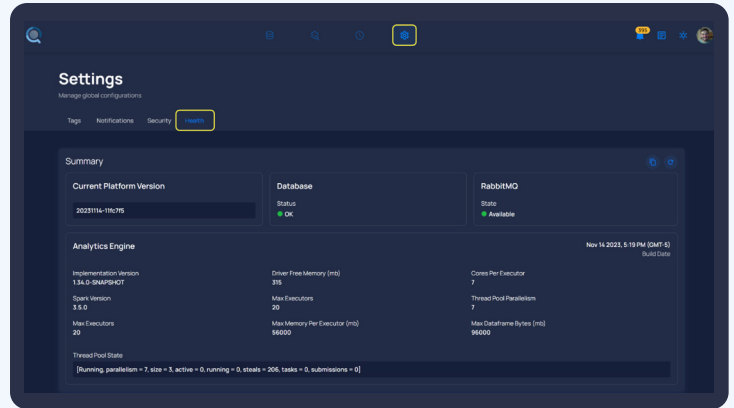 595
Settings
Manage global configurations
Tags Notifications Security Health
Summary
Current Platform Version
20231114-11fc7f5
Database
Status
OK
RabbitMQ
State
Available
Analytics Engine
Nov 14 2023, 5:19 PM (GMT-5)
Build Date
Implementation Version
1.34.0-SNAPSHOT
Driver Free Memory (mb)
315
Cores Per Executor
7
Spark Version
3.5.0
Max Executors
20
Thread Pool Parallelism
7
Max Executors
20
Max Memory Per Executor (mb)
56000
Max Dataframe Bytes (mb)
96000
Thread Pool State
[Running, parallelism = 7, size = 3, active = 0, running = 0, steals = 206, tasks = 0, submissions = 0]